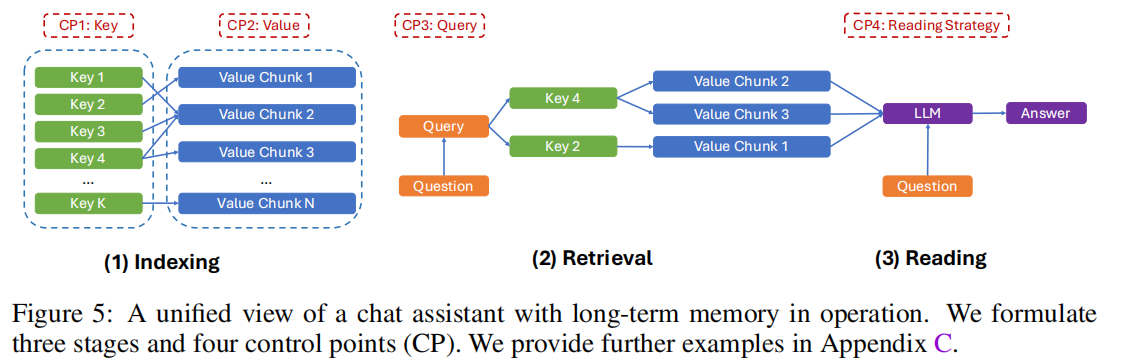 CP1: Key
CP2: Value
CP3: Query
CP4: Reading Strategy
Key 1
Key 2
Key 3
Key 4
...
Key K
Value Chunk 1
Value Chunk 2
Value Chunk 3
...
Value Chunk N
Query
Question
Key 4
Key 2
Value Chunk 2
Value Chunk 3
Value Chunk 1
LLM
Answer
Question
(1) Indexing
(2) Retrieval
(3) Reading
Figure 5: A unified view of a chat assistant with long-term memory in operation. We formulate
three stages and four control points (CP). We provide further examples in Appendix C.